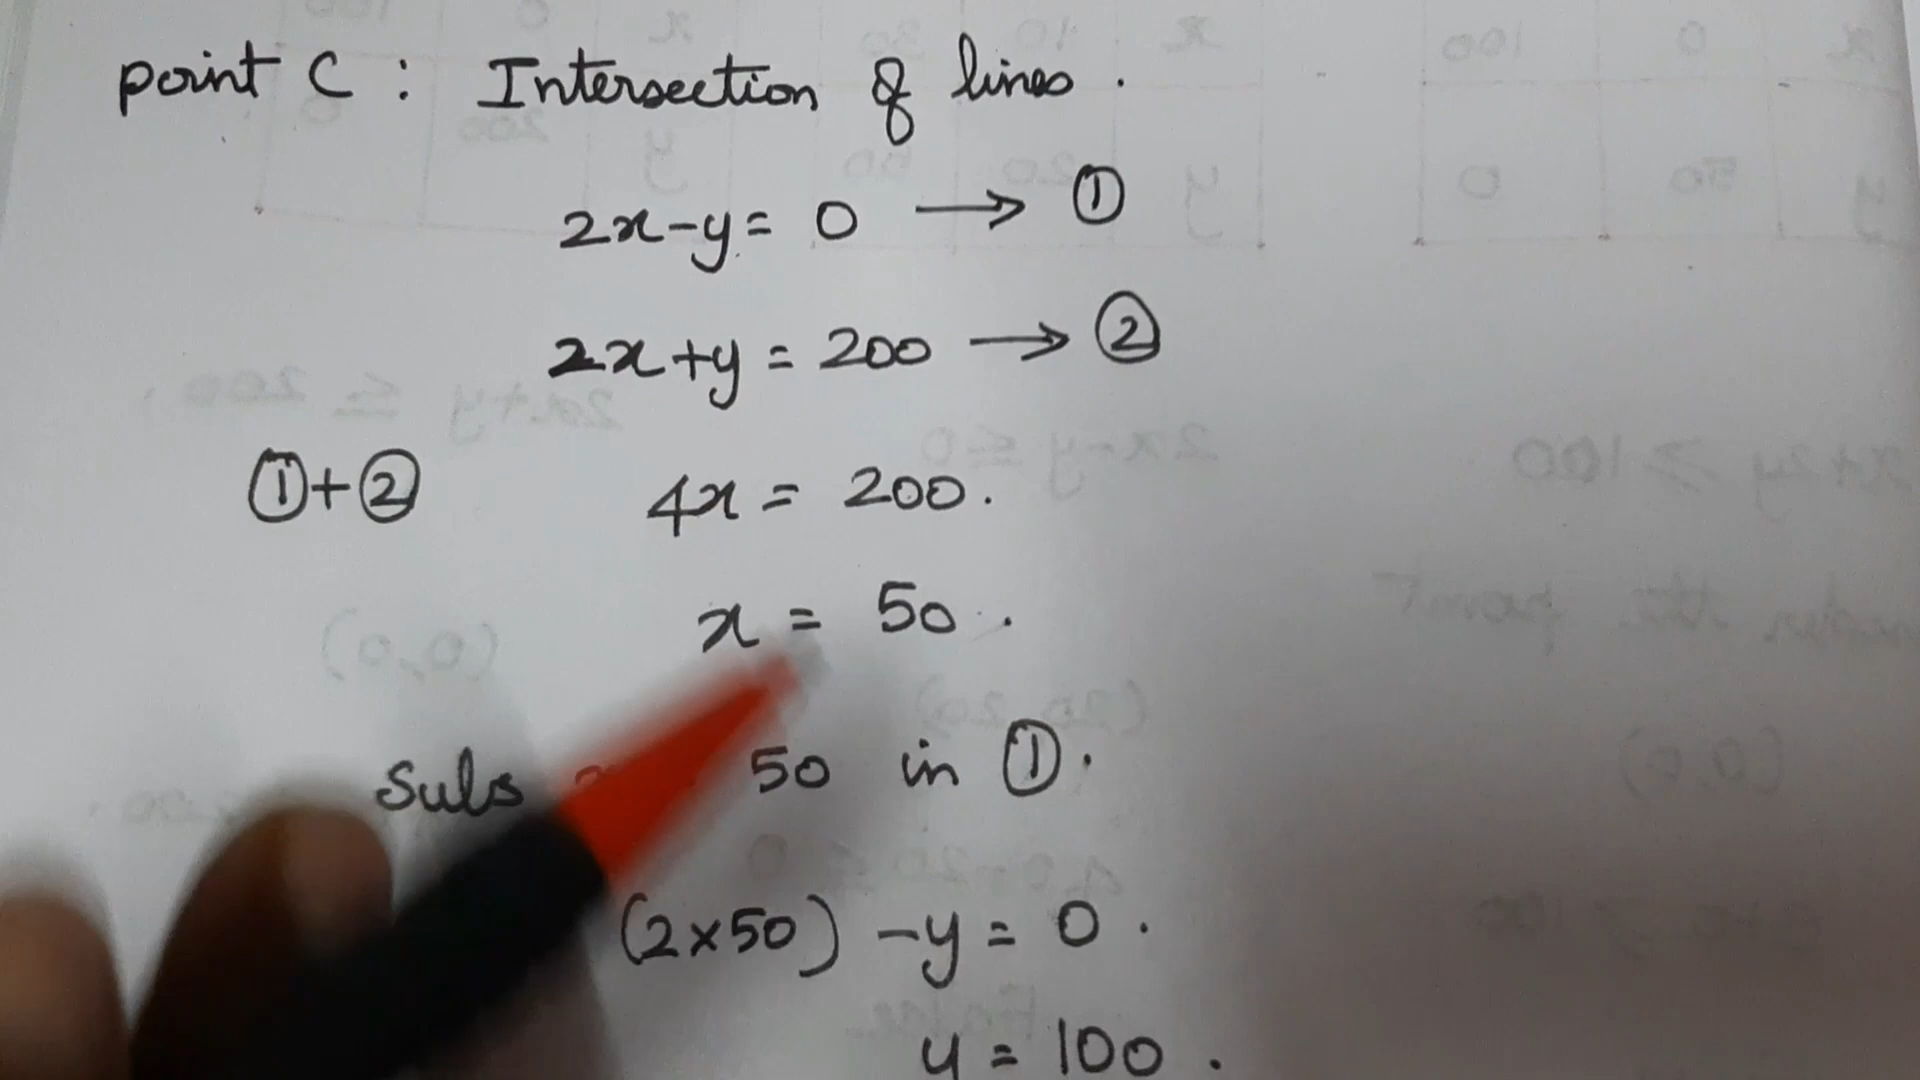 point C : Intersection of lines .
2x-y = 0 → ①
2x+y = 200 → ②
①+② 4x = 200 .
x = 50 .
Subs 50 in ① .
(2×50) -y = 0 .
y = 100 .